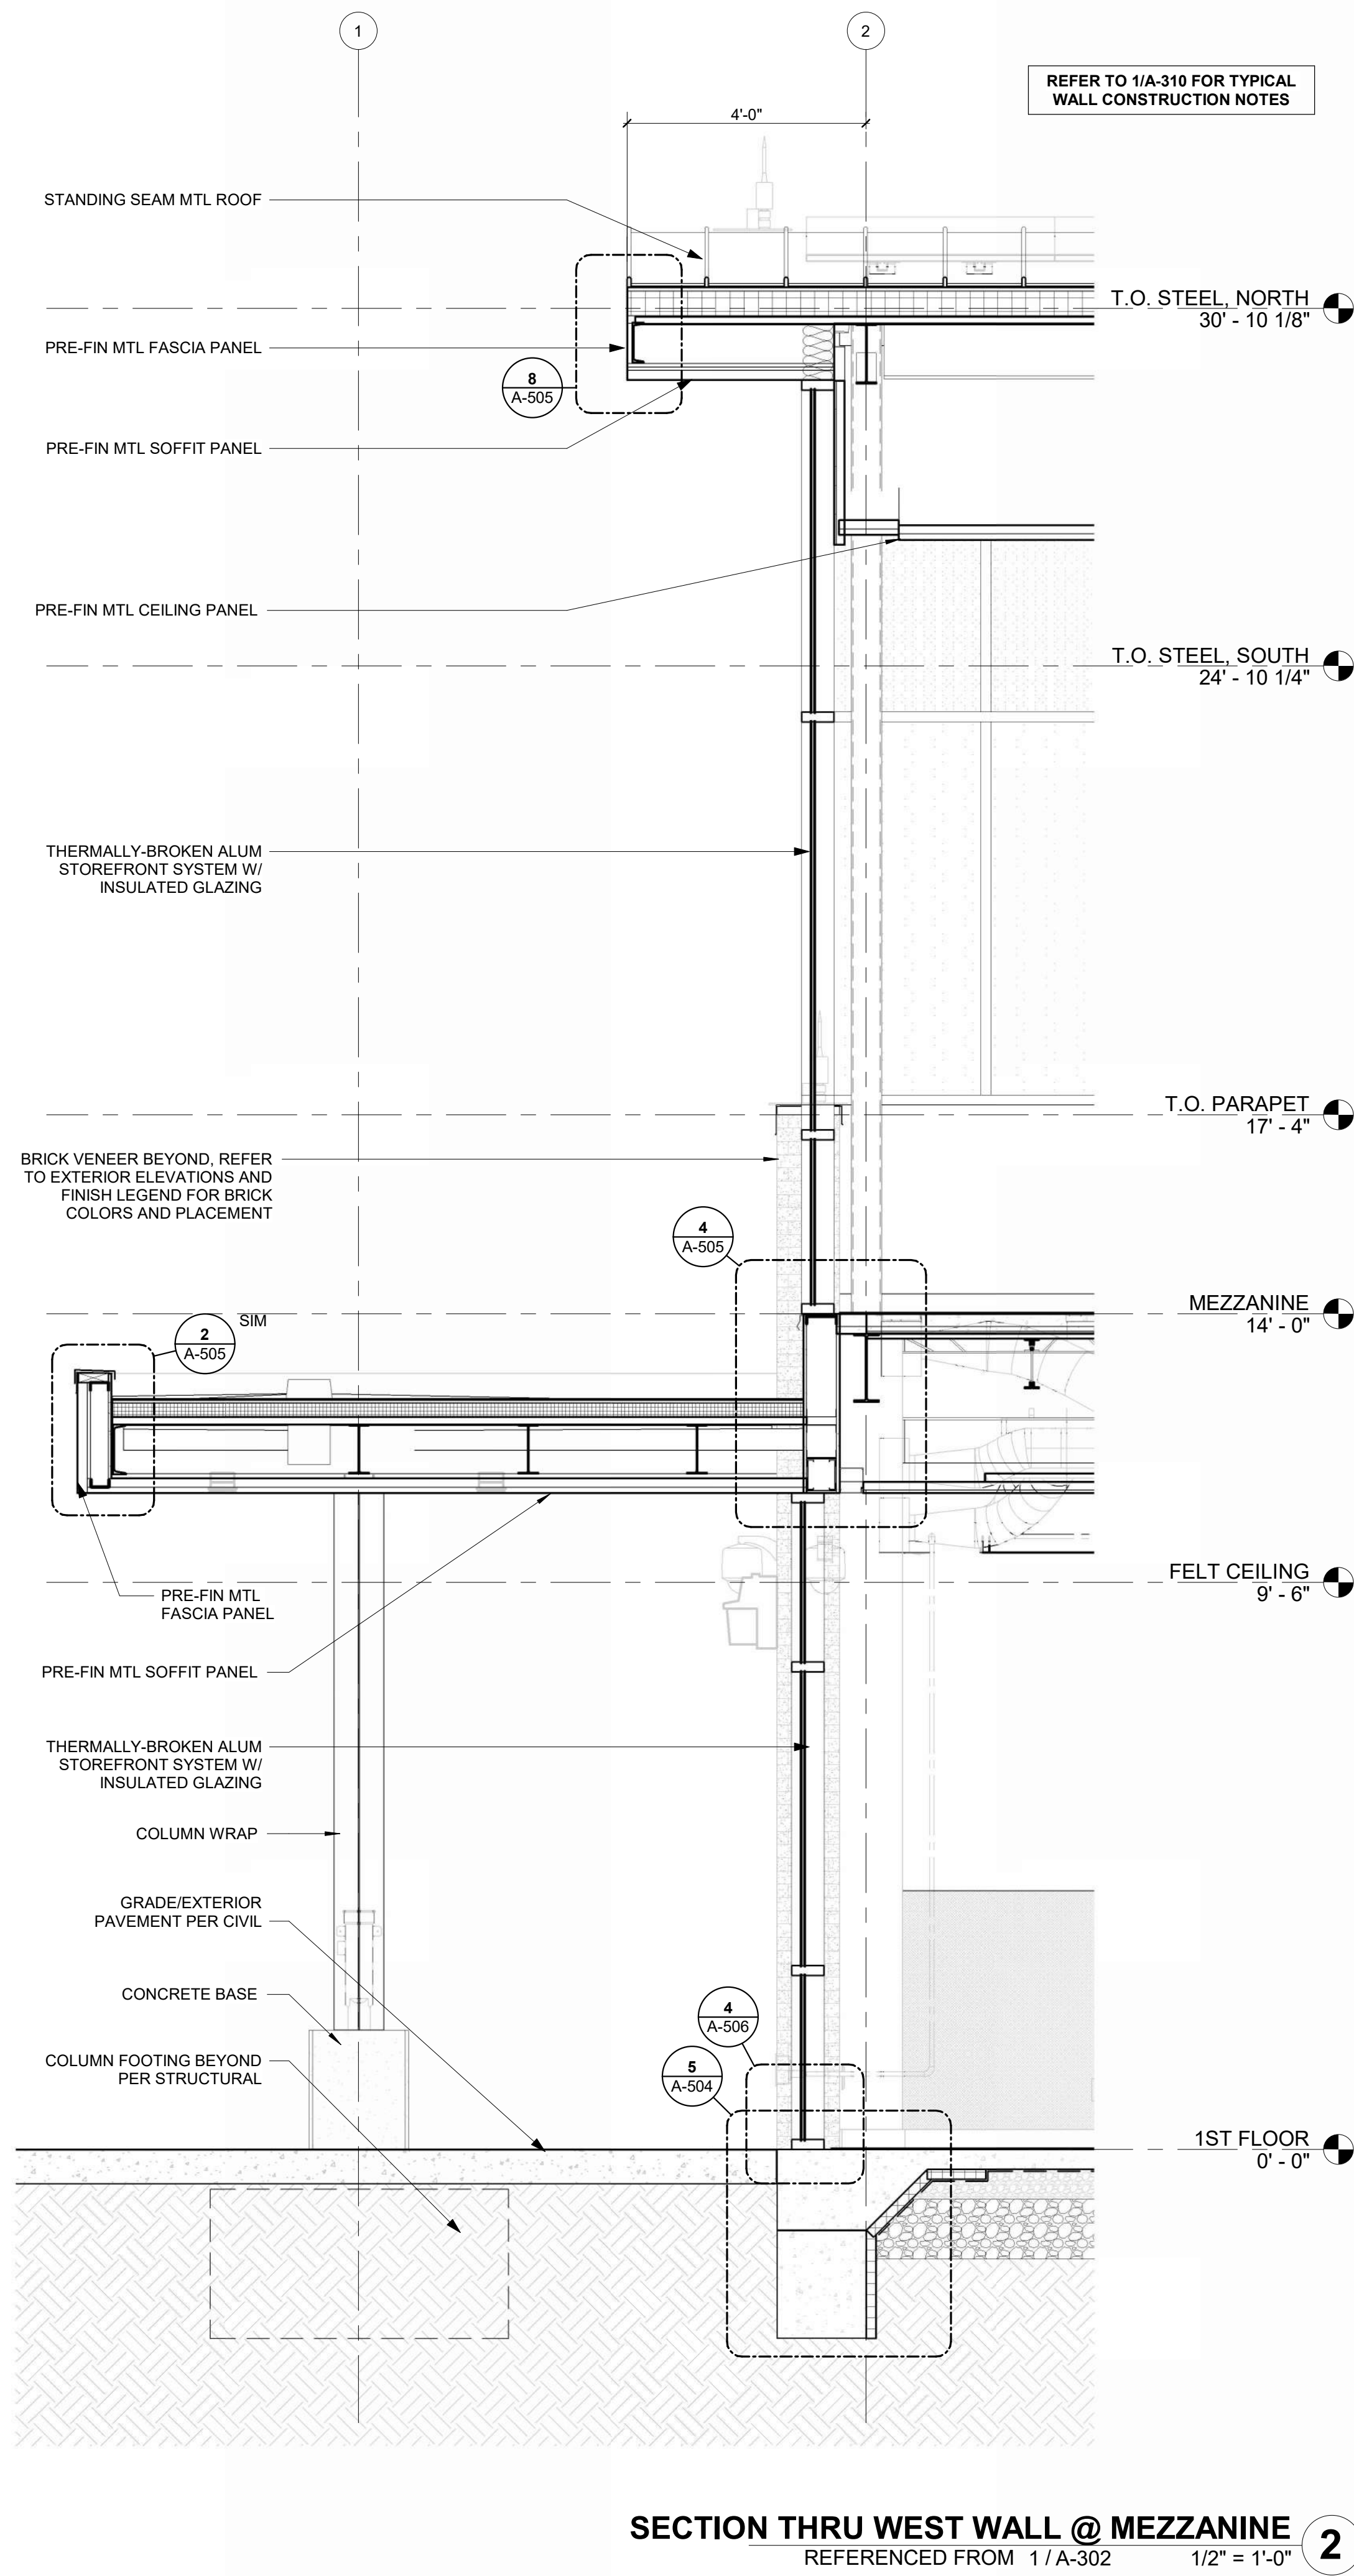 1
2
REFER TO 1/A-310 FOR TYPICAL
WALL CONSTRUCTION NOTES
4'-0"
STANDING SEAM MTL ROOF
T.O. STEEL, NORTH
30' - 10 1/8"
PRE-FIN MTL FASCIA PANEL
8
A-505
PRE-FIN MTL SOFFIT PANEL
PRE-FIN MTL CEILING PANEL
T.O. STEEL, SOUTH
24' - 10 1/4"
THERMALLY-BROKEN ALUM
STOREFRONT SYSTEM W/
INSULATED GLAZING
T.O. PARAPET
17' - 4"
BRICK VENEER BEYOND, REFER
TO EXTERIOR ELEVATIONS AND
FINISH LEGEND FOR BRICK
COLORS AND PLACEMENT
4
A-505
MEZZANINE
14' - 0"
2
A-505
SIM
FELT CEILING
9' - 6"
PRE-FIN MTL
FASCIA PANEL
PRE-FIN MTL SOFFIT PANEL
THERMALLY-BROKEN ALUM
STOREFRONT SYSTEM W/
INSULATED GLAZING
COLUMN WRAP
GRADE/EXTERIOR
PAVEMENT PER CIVIL
CONCRETE BASE
4
A-506
COLUMN FOOTING BEYOND
PER STRUCTURAL
5
A-504
1ST FLOOR
0' - 0"
SECTION THRU WEST WALL @ MEZZANINE
REFERENCED FROM 1 / A-302
1/2" = 1'-0"
2